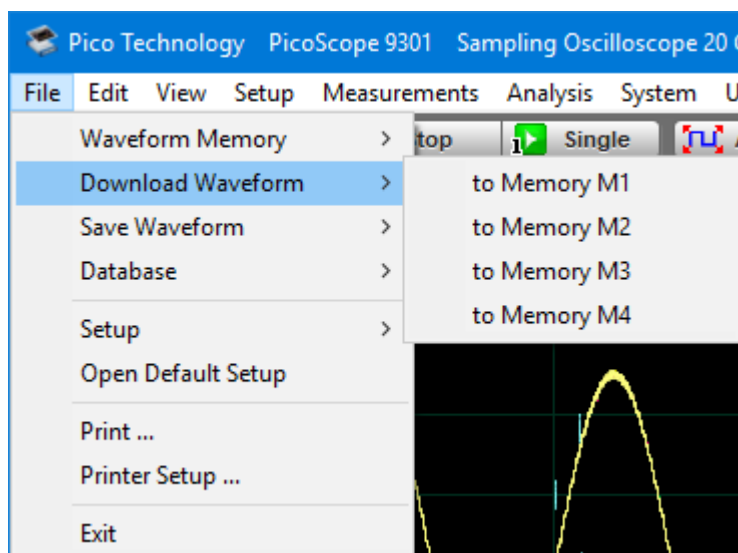 Pico Technology PicoScope 9301 Sampling Oscilloscope 20
File Edit View Setup Measurements Analysis System
Waveform Memory
top
1 Single
Download Waveform
to Memory M1
Save Waveform
to Memory M2
Database
to Memory M3
to Memory M4
Setup
Open Default Setup
Print ...
Printer Setup ...
Exit